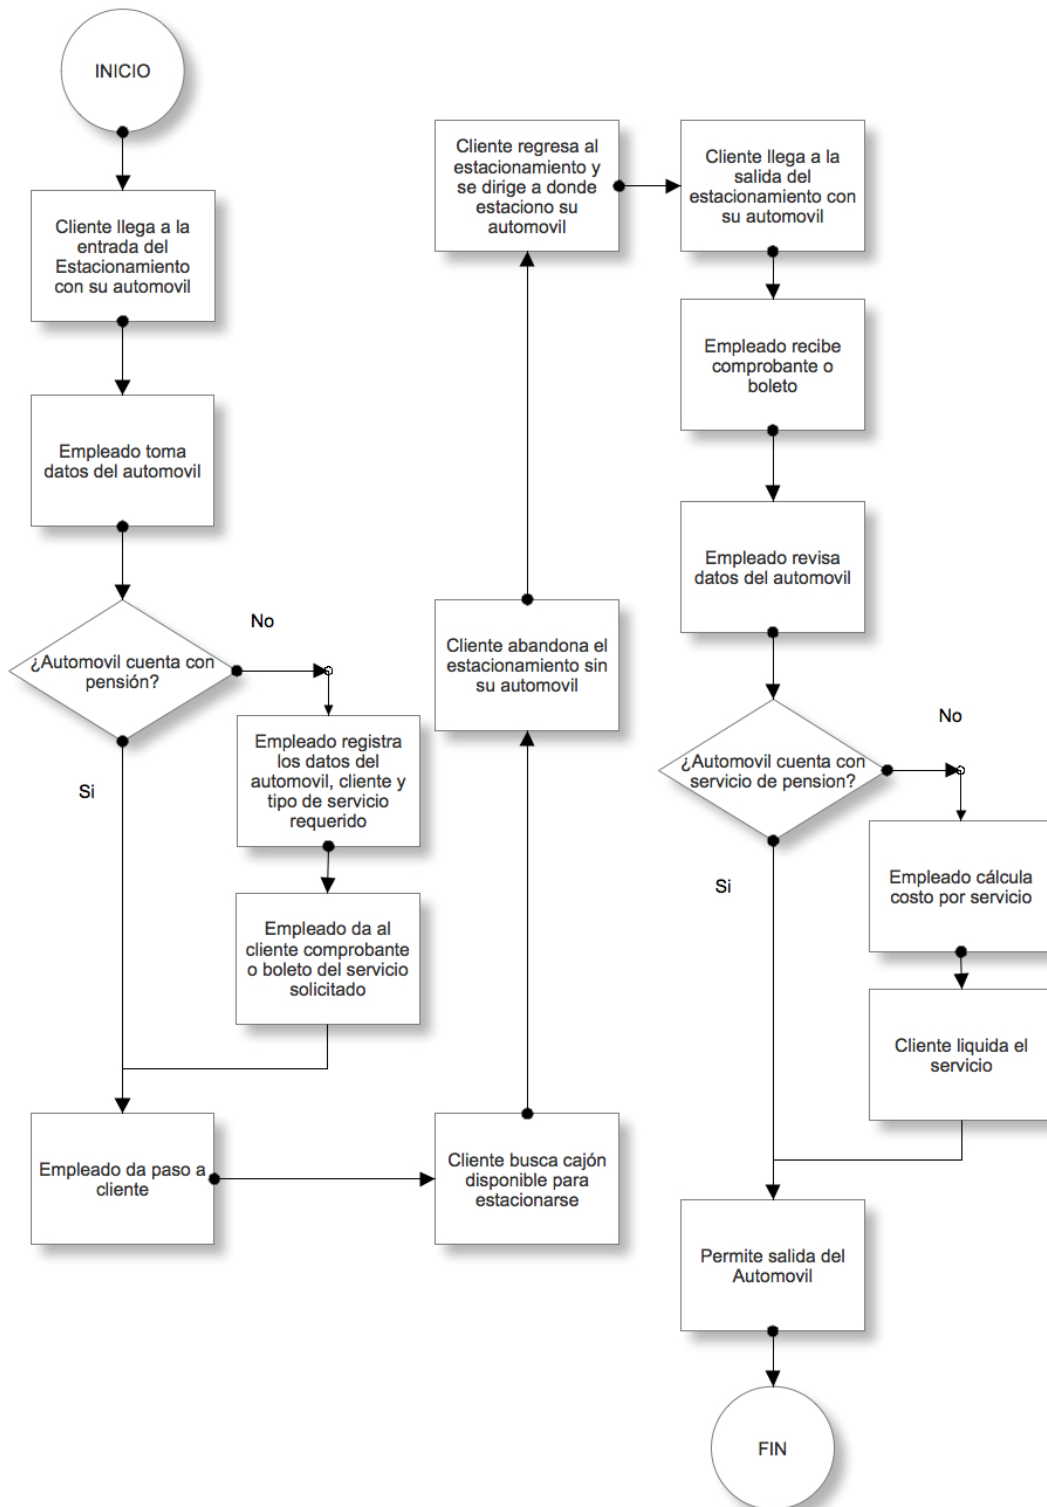 INICIO
Cliente llega a la
entrada del
Estacionamiento
con su automovil
Empleado toma
datos del automovil
¿Automovil cuenta con
pensión?
No
Si
Empleado registra
los datos del
automovil, cliente y
tipo de servicio
requerido
Empleado da al
cliente comprobante
o boleto del servicio
solicitado
Empleado da paso a
cliente
Cliente busca cajón
disponible para
estacionarse
Cliente abandona el
estacionamiento sin
su automovil
Cliente regresa al
estacionamiento y
se dirige a donde
estaciono su
automovil
Cliente llega a la
salida del
estacionamiento con
su automovil
Empleado recibe
comprobante o
boleto
Empleado revisa
datos del automovil
¿Automovil cuenta con
servicio de pension?
No
Si
Empleado cálcula
costo por servicio
Cliente liquida el
servicio
Permite salida del
Automovil
FIN